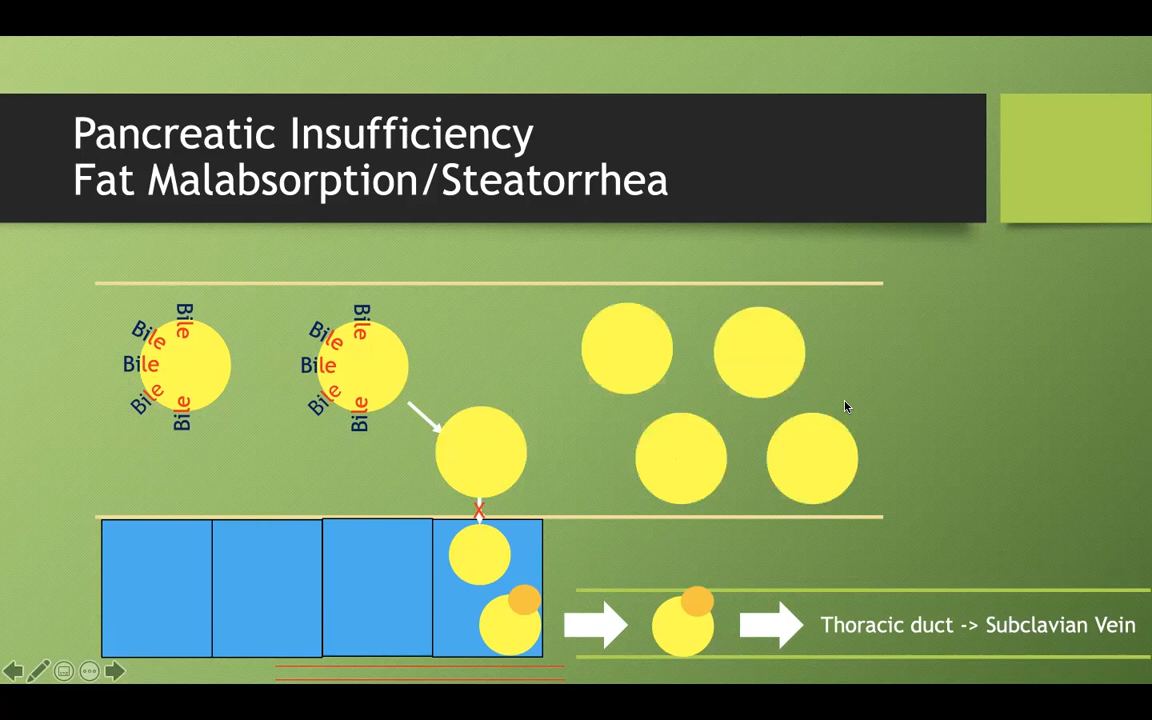 Pancreatic Insufficiency
Fat Malabsorption/Steatorrhea
Bile
Bile
Bile
Bile
Bile
Bile
Bile
Bile
Bile
Bile
X
Thoracic duct -> Subclavian Vein